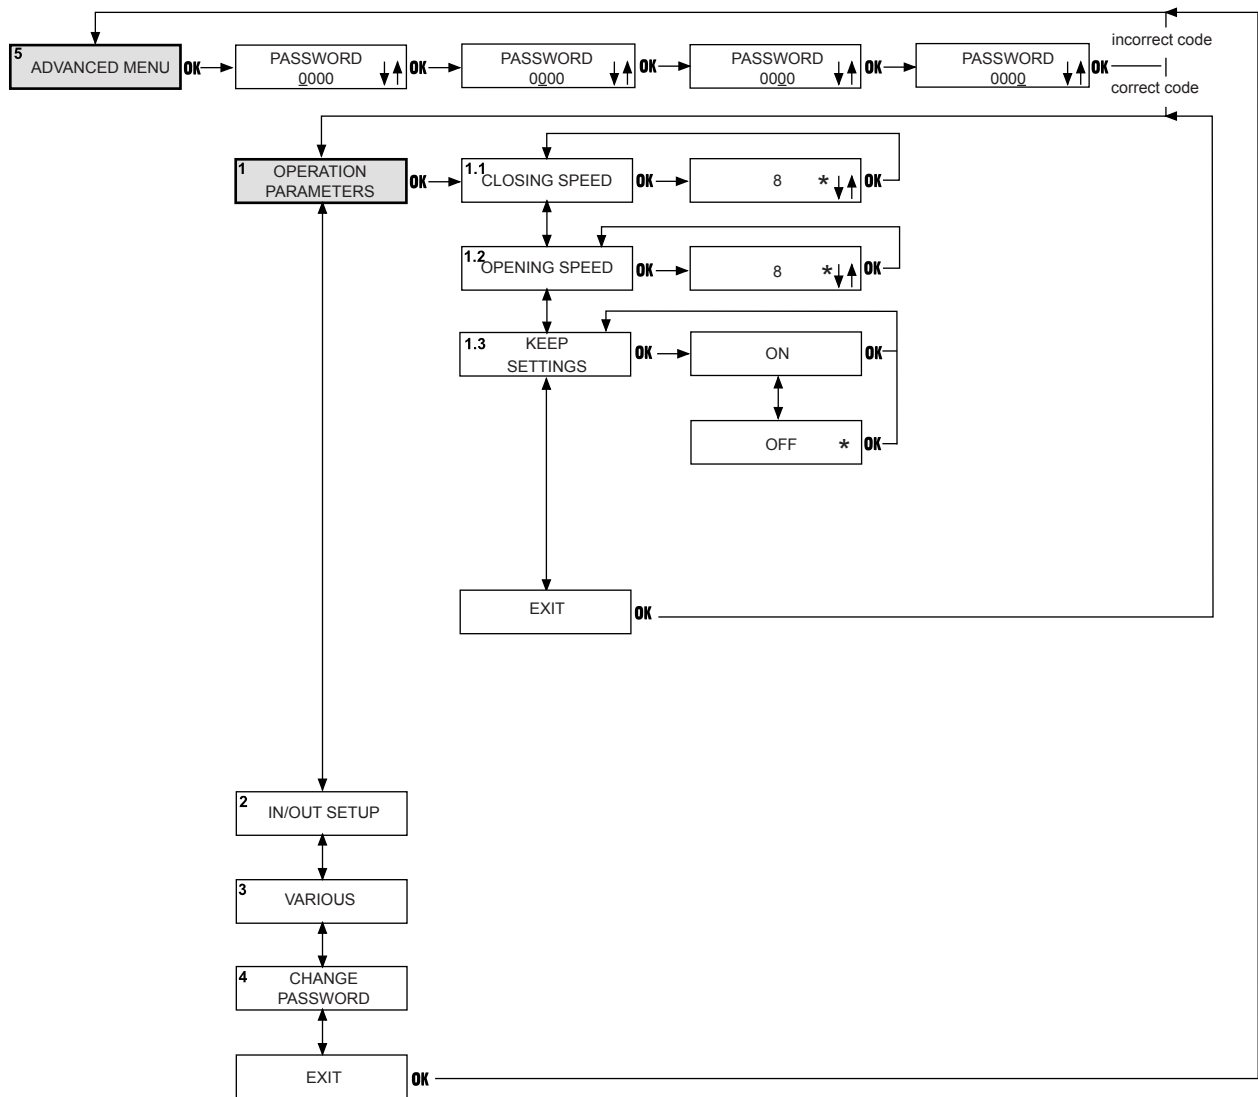 incorrect code
5 ADVANCED MENU OK
PASSWORD
0000 OK
PASSWORD
0000 OK
PASSWORD
0000 OK
PASSWORD
0000 OK
correct code
1 OPERATION
PARAMETERS OK
1.1 CLOSING SPEED OK
8 * OK
1.2 OPENING SPEED OK
8 * OK
1.3 KEEP
SETTINGS OK
ON OK
OFF * OK
EXIT OK
2 IN/OUT SETUP
3 VARIOUS
4 CHANGE
PASSWORD
EXIT OK